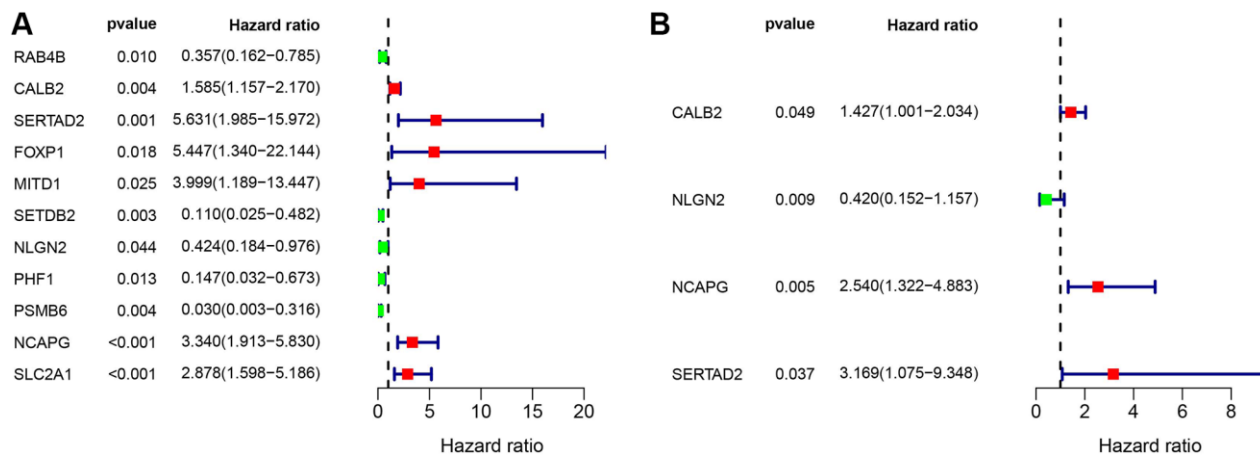 A
pvalue Hazard ratio
RAB4B 0.010 0.357(0.162−0.785)
CALB2 0.004 1.585(1.157−2.170)
SERTAD2 0.001 5.631(1.985−15.972)
FOXP1 0.018 5.447(1.340−22.144)
MITD1 0.025 3.999(1.189−13.447)
SETDB2 0.003 0.110(0.025−0.482)
NLGN2 0.044 0.424(0.184−0.976)
PHF1 0.013 0.147(0.032−0.673)
PSMB6 0.004 0.030(0.003−0.316)
NCAPG <0.001 3.340(1.913−5.830)
SLC2A1 <0.001 2.878(1.598−5.186)
0 5 10 15 20
Hazard ratio
B
pvalue Hazard ratio
CALB2 0.049 1.427(1.001−2.034)
NLGN2 0.009 0.420(0.152−1.157)
NCAPG 0.005 2.540(1.322−4.883)
SERTAD2 0.037 3.169(1.075−9.348)
0 2 4 6 8
Hazard ratio